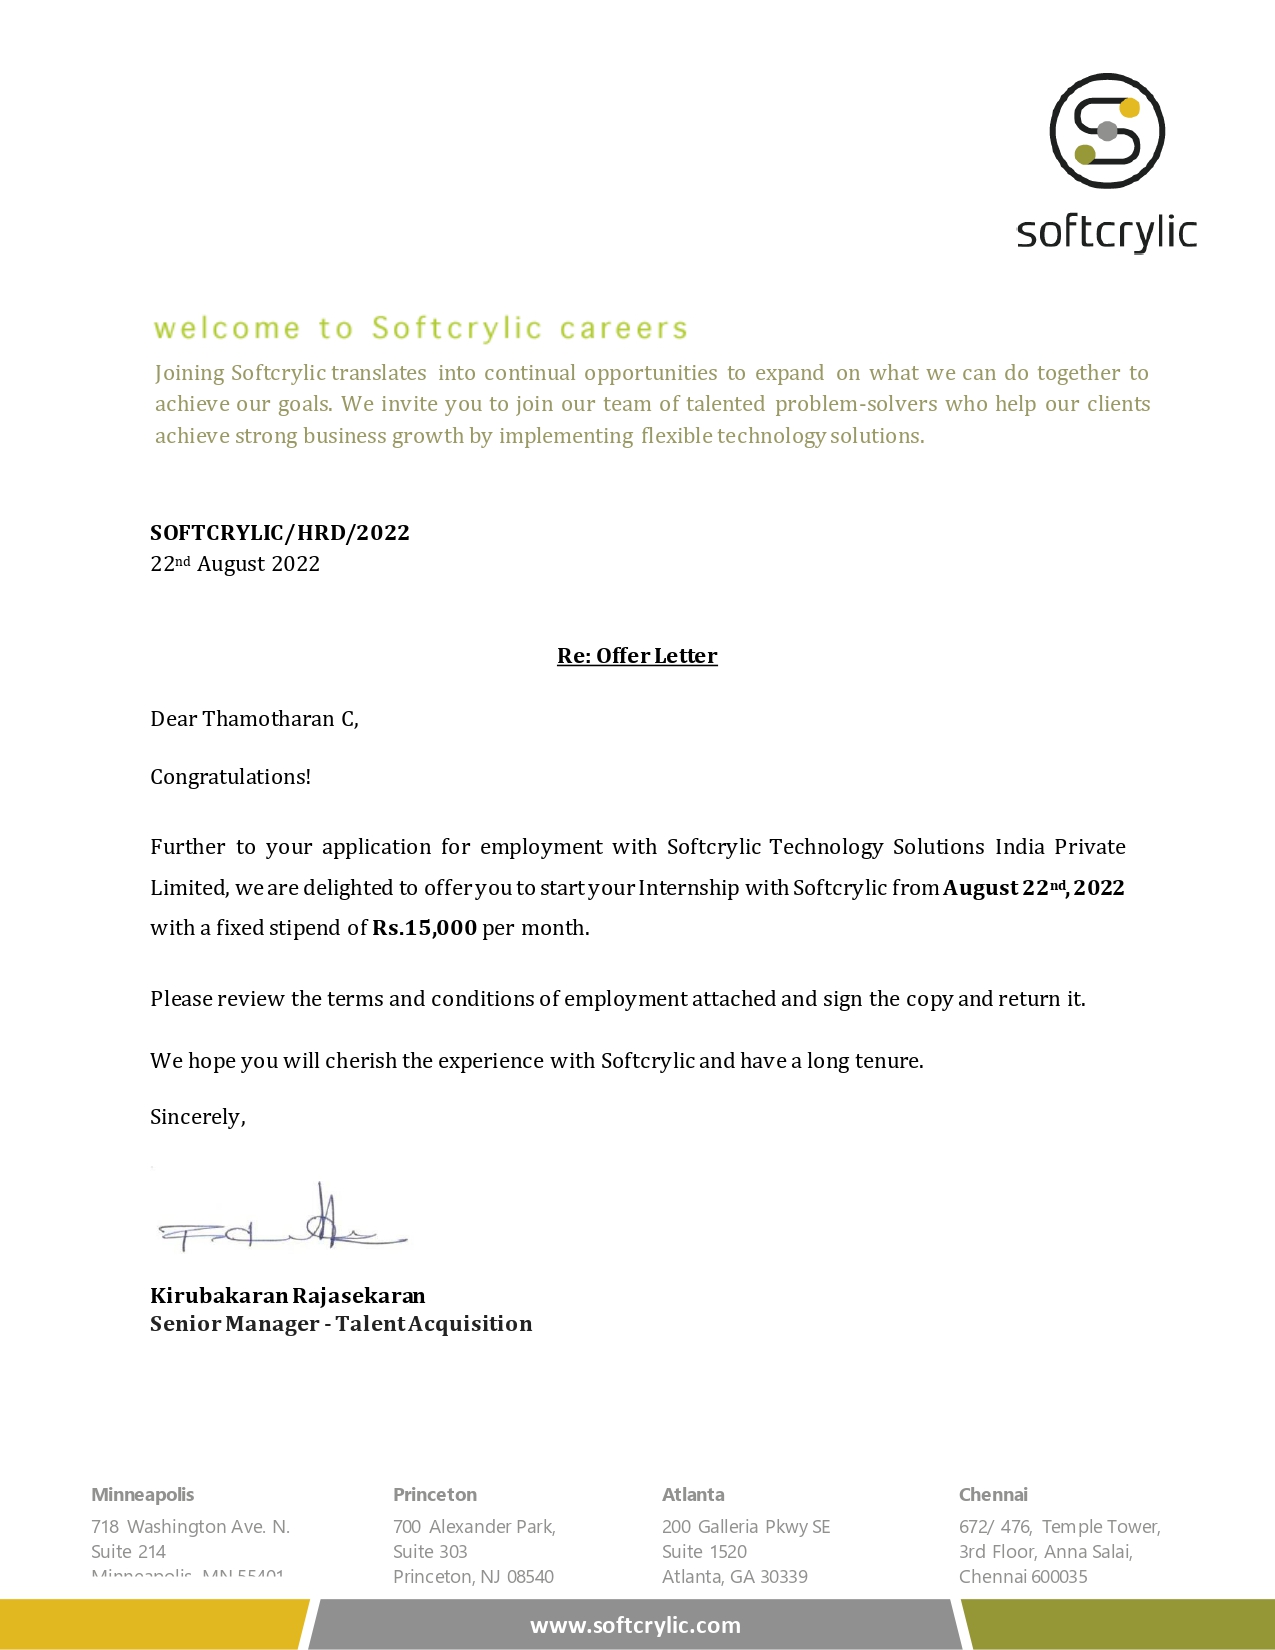 softcrylic
welcome to Softcrylic careers
Joining Softcrylic translates into continual opportunities to expand on what we can do together to
achieve our goals. We invite you to join our team of talented problem-solvers who help our clients
achieve strong business growth by implementing flexible technology solutions.
SOFTCRYLIC/HRD/2022
22nd August 2022
Re: Offer Letter
Dear Thamotharan C,
Congratulations!
Further to your application for employment with Softcrylic Technology Solutions India Private
Limited, we are delighted to offer you to start your Internship with Softcrylic from August 22nd, 2022
with a fixed stipend of Rs.15,000 per month.
Please review the terms and conditions of employment attached and sign the copy and return it.
We hope you will cherish the experience with Softcrylic and have a long tenure.
Sincerely,
Kirubakaran Rajasekaran
Senior Manager - Talent Acquisition
Minneapolis
718 Washington Ave. N.
Suite 214
Minneapolis, MN 55401
Princeton
700 Alexander Park,
Suite 303
Princeton, NJ 08540
Atlanta
200 Galleria Pkwy SE
Suite 1520
Atlanta, GA 30339
Chennai
672/ 476, Temple Tower,
3rd Floor, Anna Salai,
Chennai 600035
www.softcrylic.com